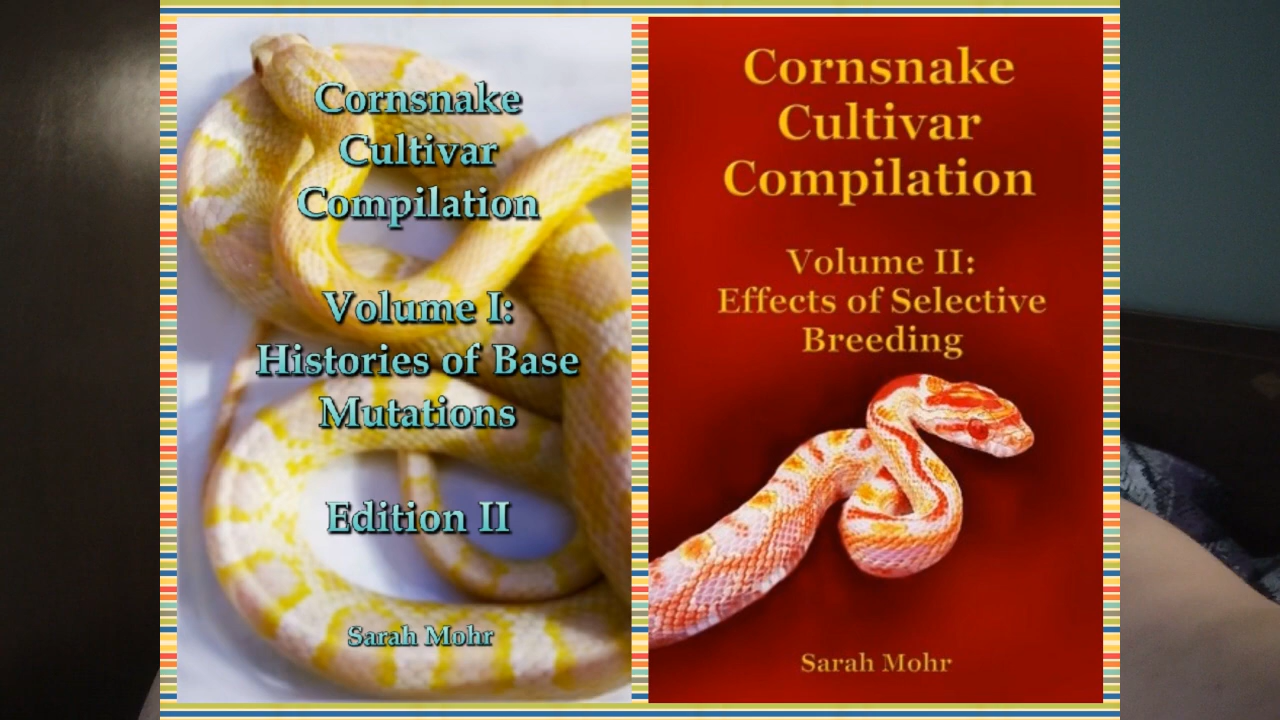 Cornsnake
Cultivar
Compilation
Volume I:
Histories of Base
Mutations
Edition II
Sarah Mohr
Cornsnake
Cultivar
Compilation
Volume II:
Effects of Selective
Breeding
Sarah Mohr